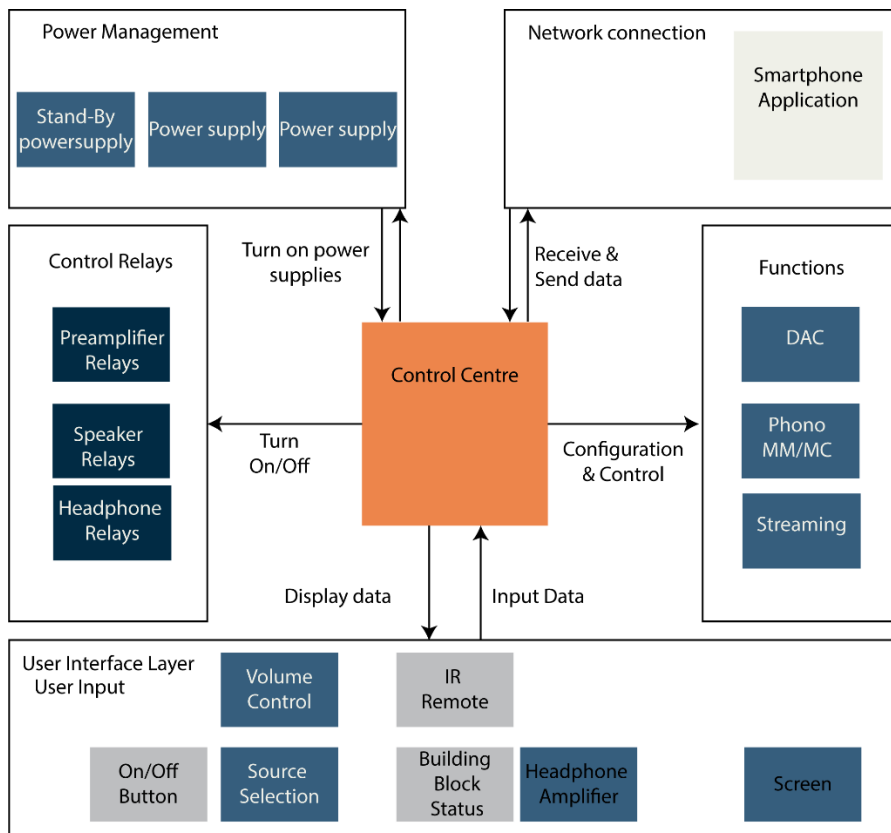 Power Management
Stand-By
powersupply
Power supply
Power supply
Network connection
Smartphone
Application
Turn on power
supplies
Receive &
Send data
Control Relays
Preamplifier
Relays
Speaker
Relays
Headphone
Relays
Control Centre
Turn
On/Off
Configuration
& Control
Functions
DAC
Phono
MM/MC
Streaming
Display data
Input Data
User Interface Layer
User Input
Volume
Control
IR
Remote
On/Off
Button
Source
Selection
Building
Block
Status
Headphone
Amplifier
Screen